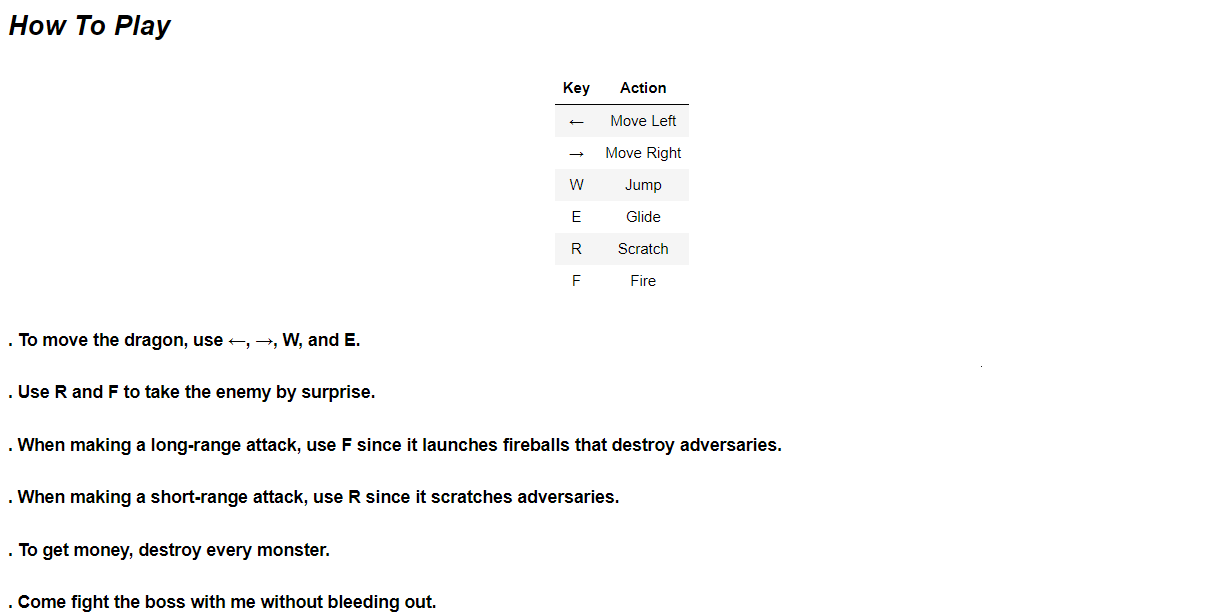 How To Play
Key Action
← Move Left
→ Move Right
W Jump
E Glide
R Scratch
F Fire
. To move the dragon, use ←, →, W, and E.
. Use R and F to take the enemy by surprise.
. When making a long-range attack, use F since it launches fireballs that destroy adversaries.
. When making a short-range attack, use R since it scratches adversaries.
. To get money, destroy every monster.
. Come fight the boss with me without bleeding out.